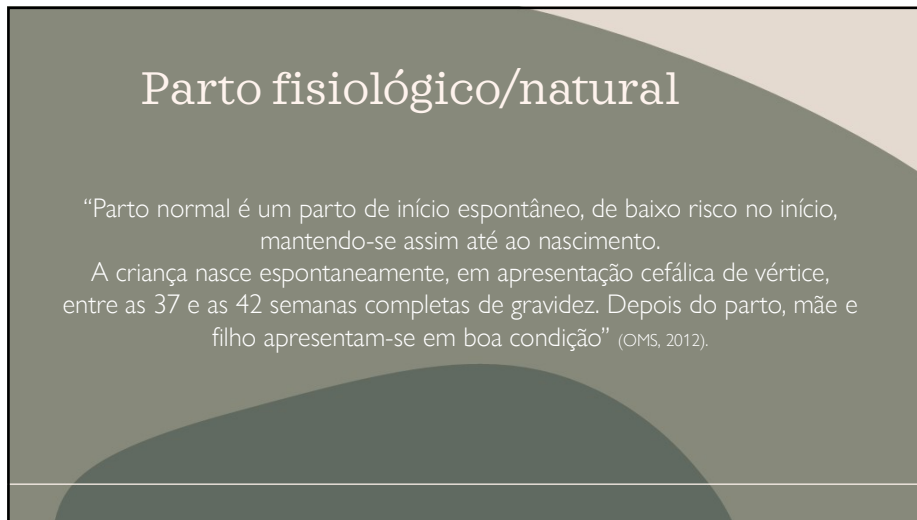 Parto fisiológico/natural
“Parto normal é um parto de início espontâneo, de baixo risco no início,
mantendo-se assim até ao nascimento.
A criança nasce espontaneamente, em apresentação cefálica de vértice,
entre as 37 e as 42 semanas completas de gravidez. Depois do parto, mãe e
filho apresentam-se em boa condição” (OMS, 2012).